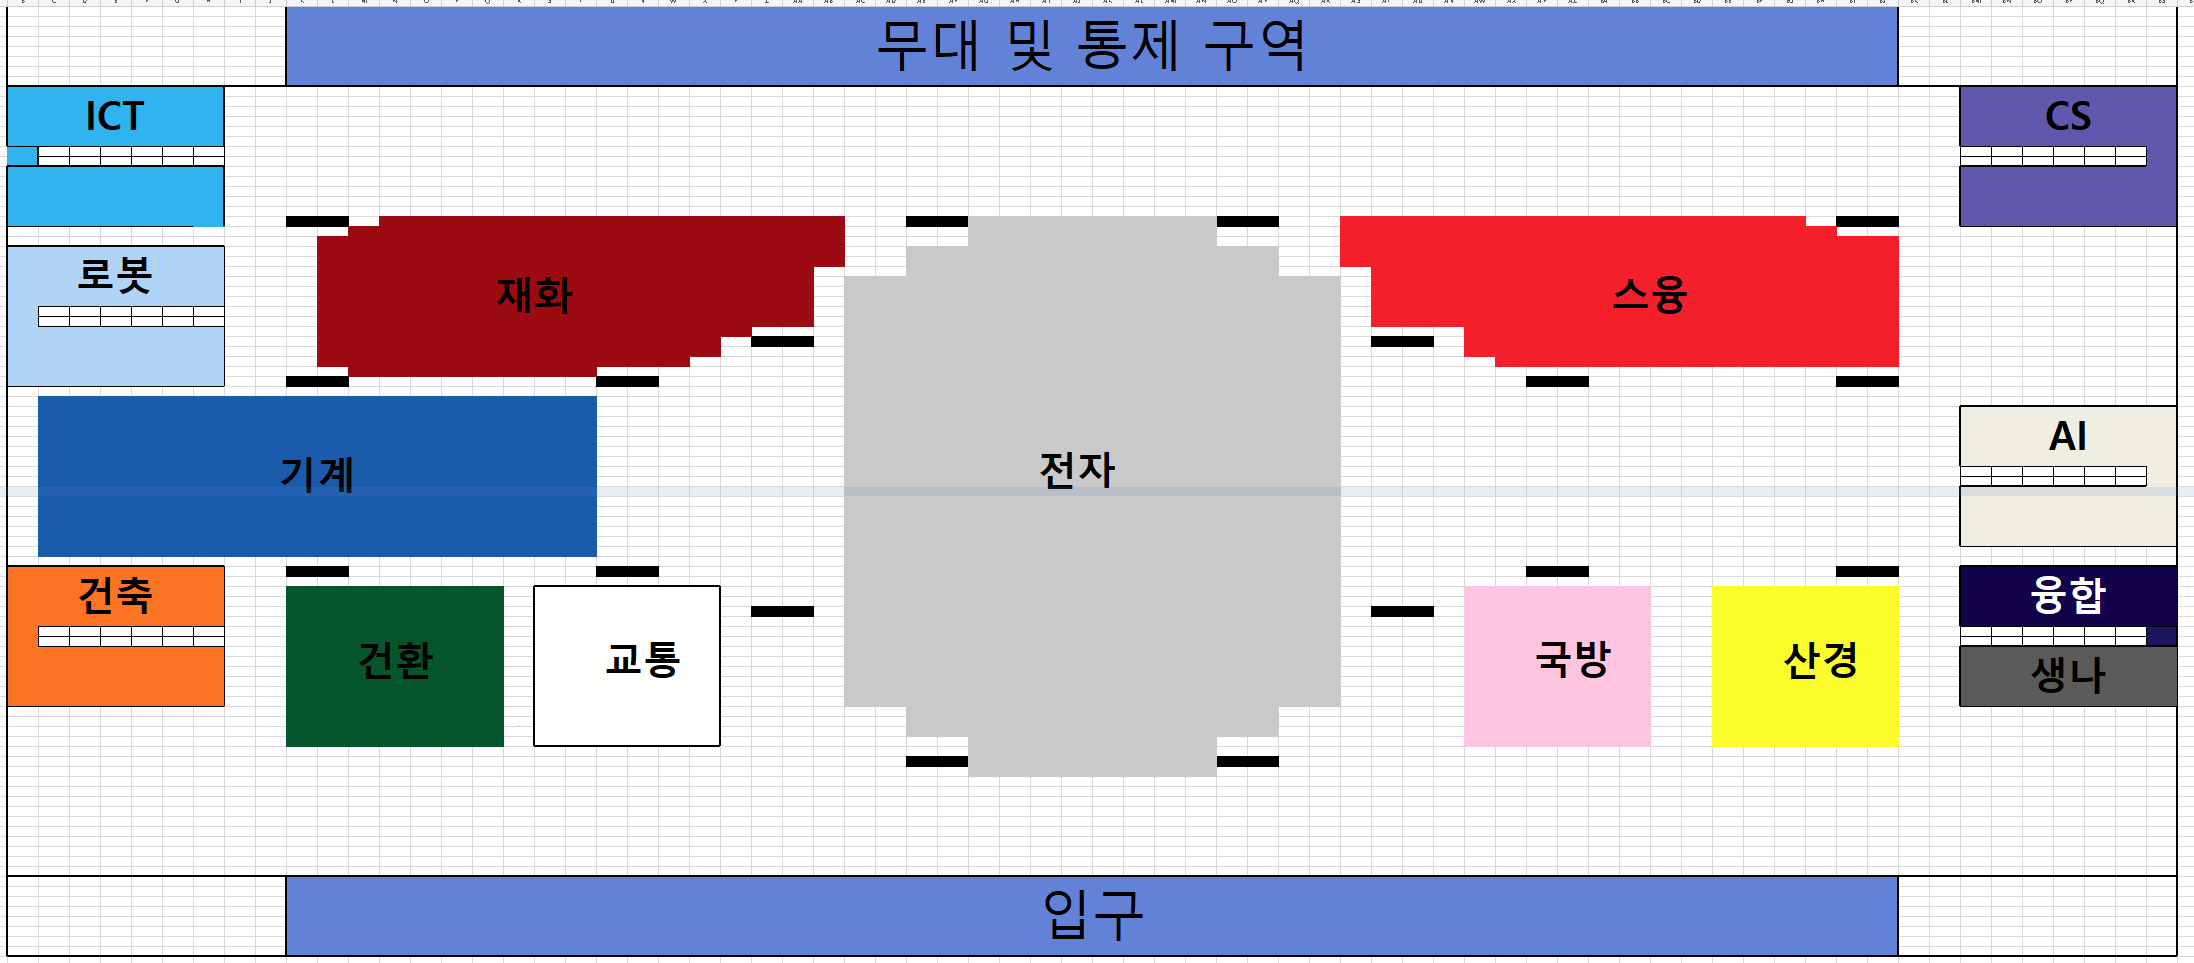 무대 및 통제 구역
ICT
CS
로봇
재화
스융
기계
전자
AI
건축
융합
건환
교통
국방
산경
생나
입구